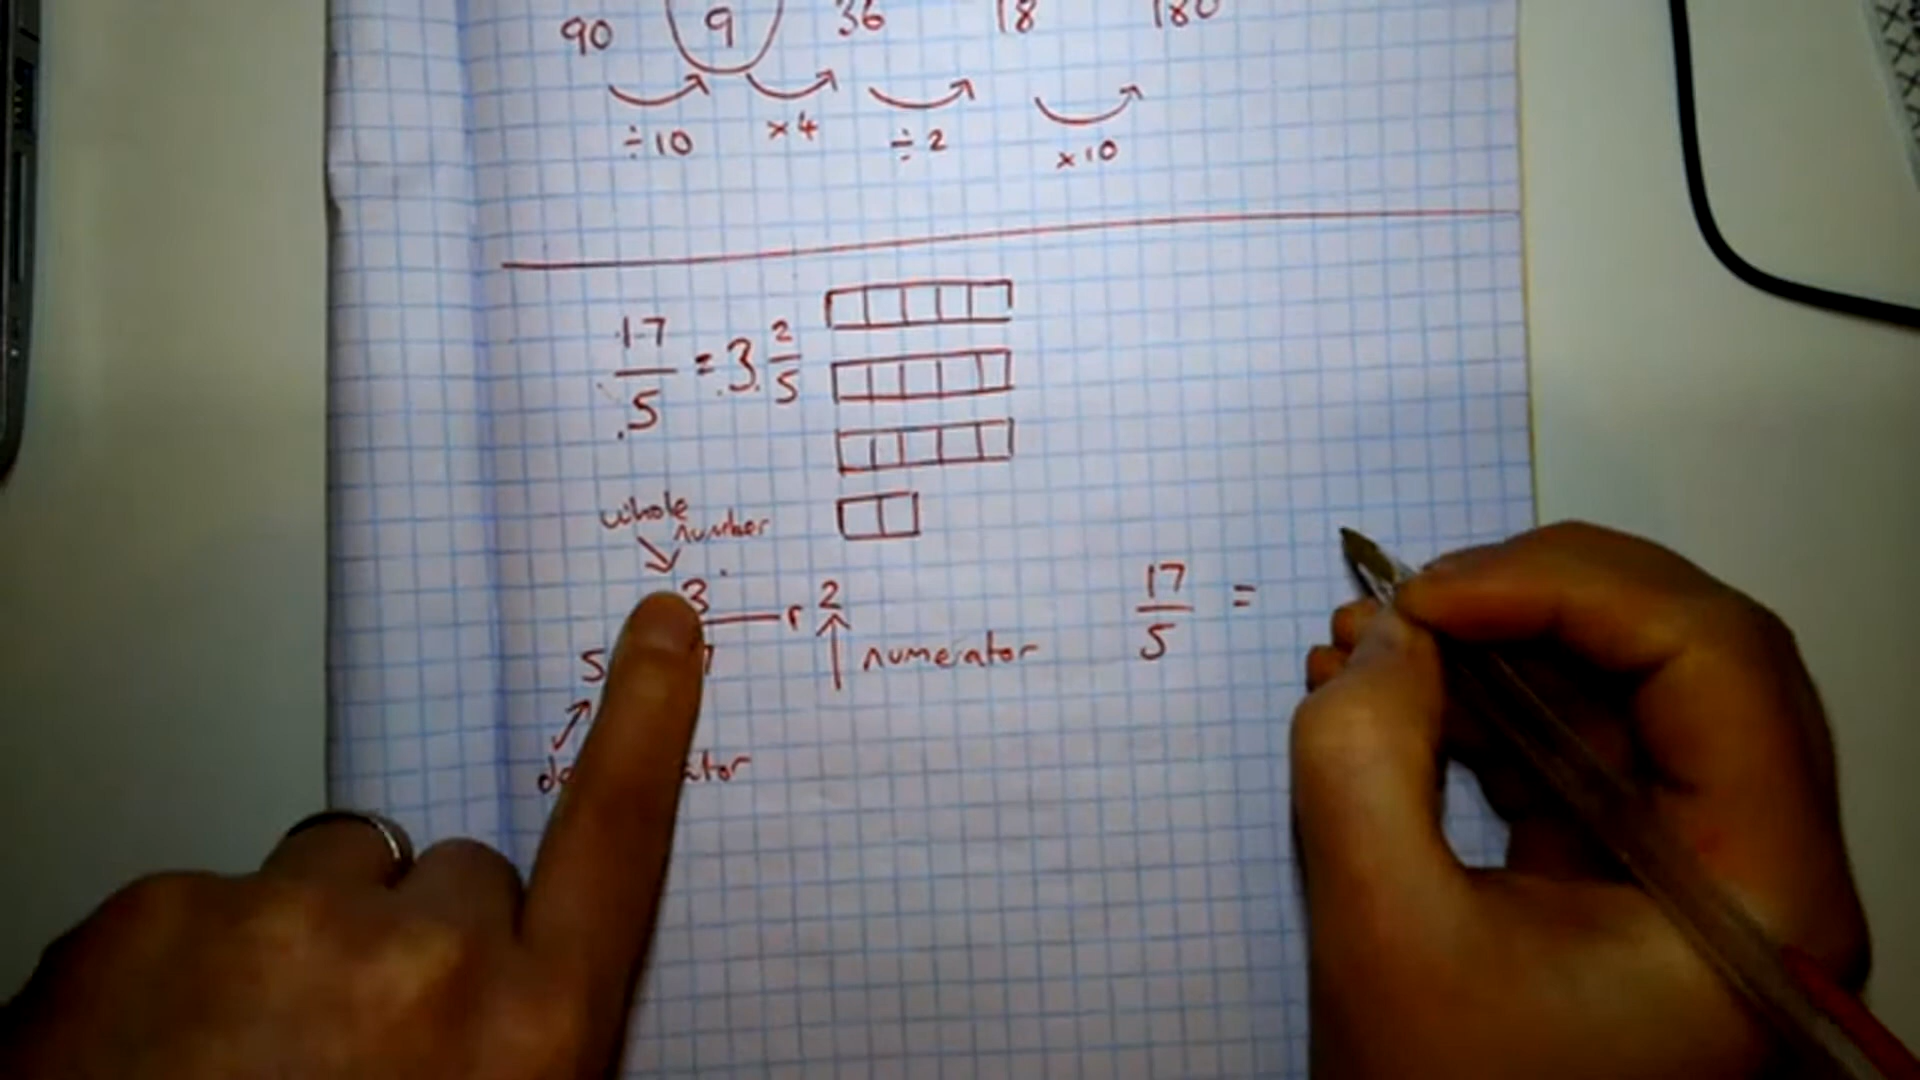 90 9 36 18 180
÷10 ×4 ÷2 ×10
17/5 = 3 2/5
whole
number
3 r 2
5 7
numerator
17/5 =